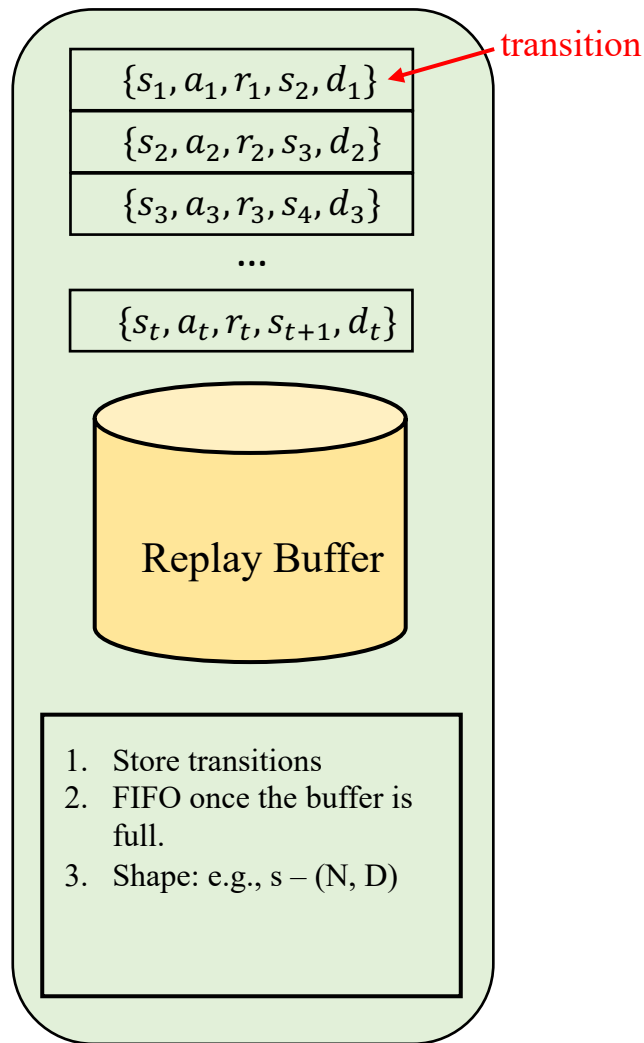 transition
{s₁, a₁, r₁, s₂, d₁}
{s₂, a₂, r₂, s₃, d₂}
{s₃, a₃, r₃, s₄, d₃}
...
{sₜ, aₜ, rₜ, sₜ₊₁, dₜ}
Replay Buffer
1. Store transitions
2. FIFO once the buffer is
full.
3. Shape: e.g., s – (N, D)